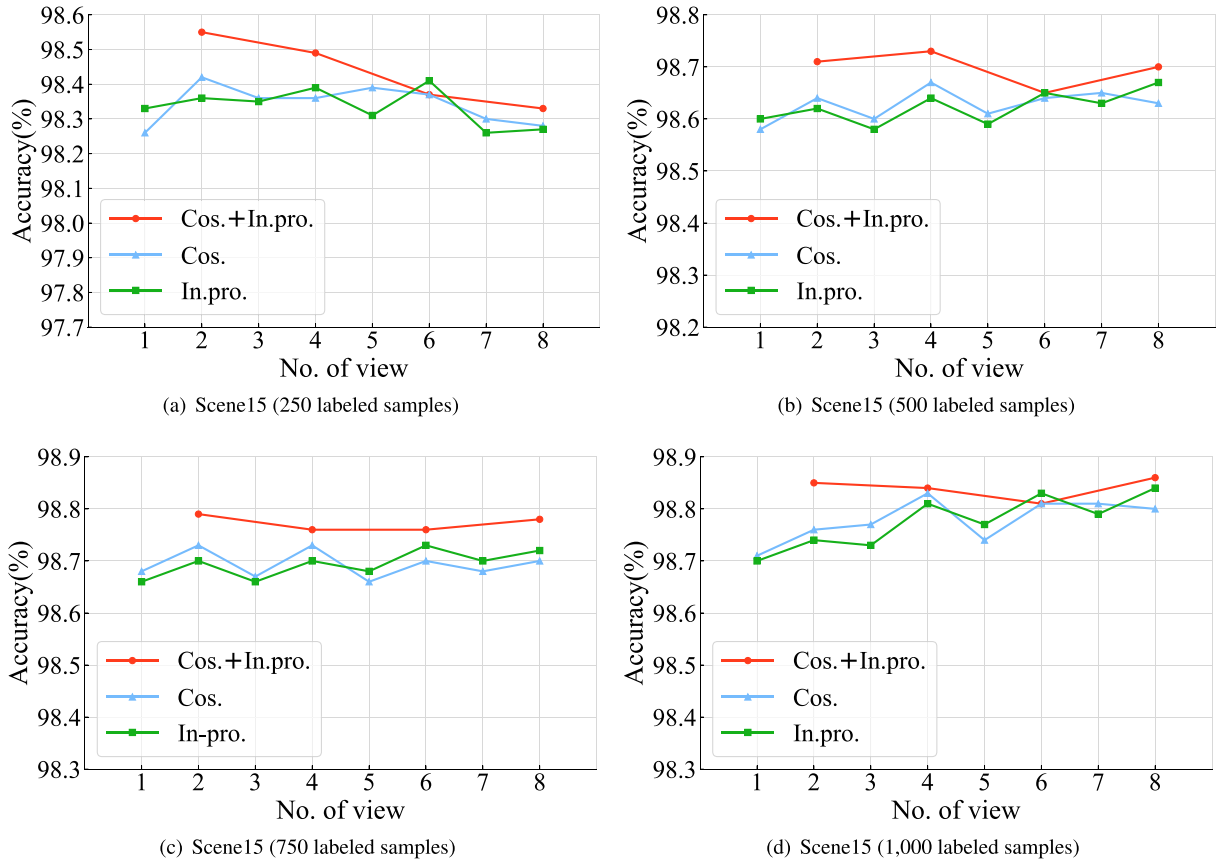 98.6
98.5
98.4
98.3
98.2
98.1
98.0
97.9
97.8
97.7
Accuracy(%)
Cos.+In.pro.
Cos.
In.pro.
1 2 3 4 5 6 7 8
No. of view
(a) Scene15 (250 labeled samples)
98.8
98.7
98.6
98.5
98.4
98.3
98.2
Accuracy(%)
Cos.+In.pro.
Cos.
In.pro.
1 2 3 4 5 6 7 8
No. of view
(b) Scene15 (500 labeled samples)
98.9
98.8
98.7
98.6
98.5
98.4
98.3
Accuracy(%)
Cos.+In.pro.
Cos.
In-pro.
1 2 3 4 5 6 7 8
No. of view
(c) Scene15 (750 labeled samples)
98.9
98.8
98.7
98.6
98.5
98.4
98.3
Accuracy(%)
Cos.+In.pro.
Cos.
In.pro.
1 2 3 4 5 6 7 8
No. of view
(d) Scene15 (1,000 labeled samples)